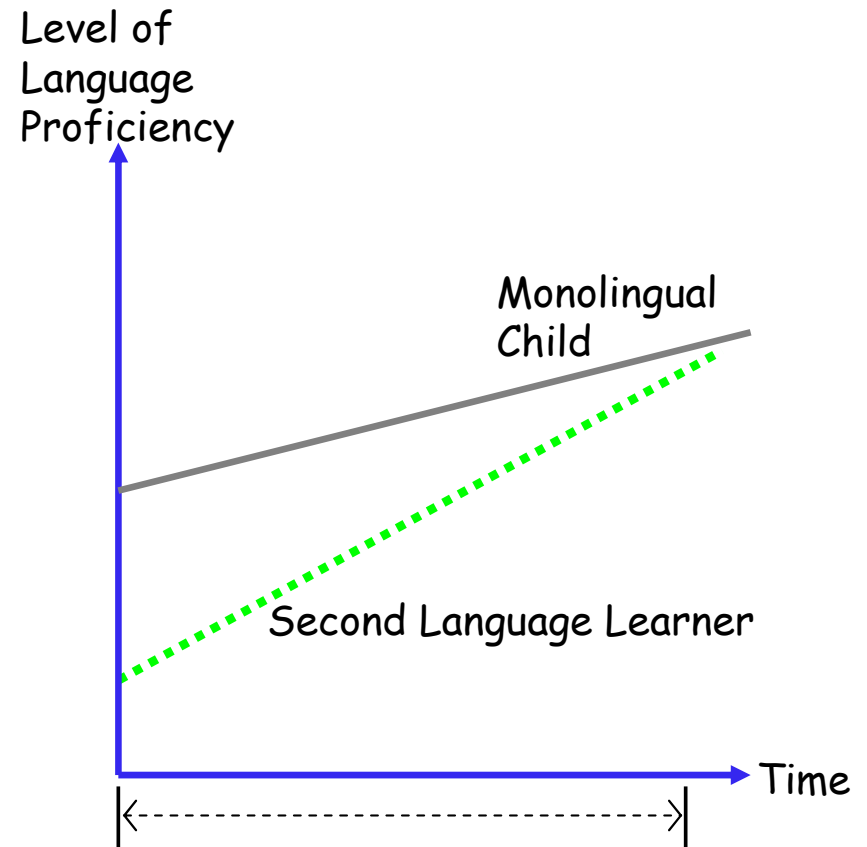 Level of
Language
Proficiency
Monolingual
Child
Second Language Learner
Time